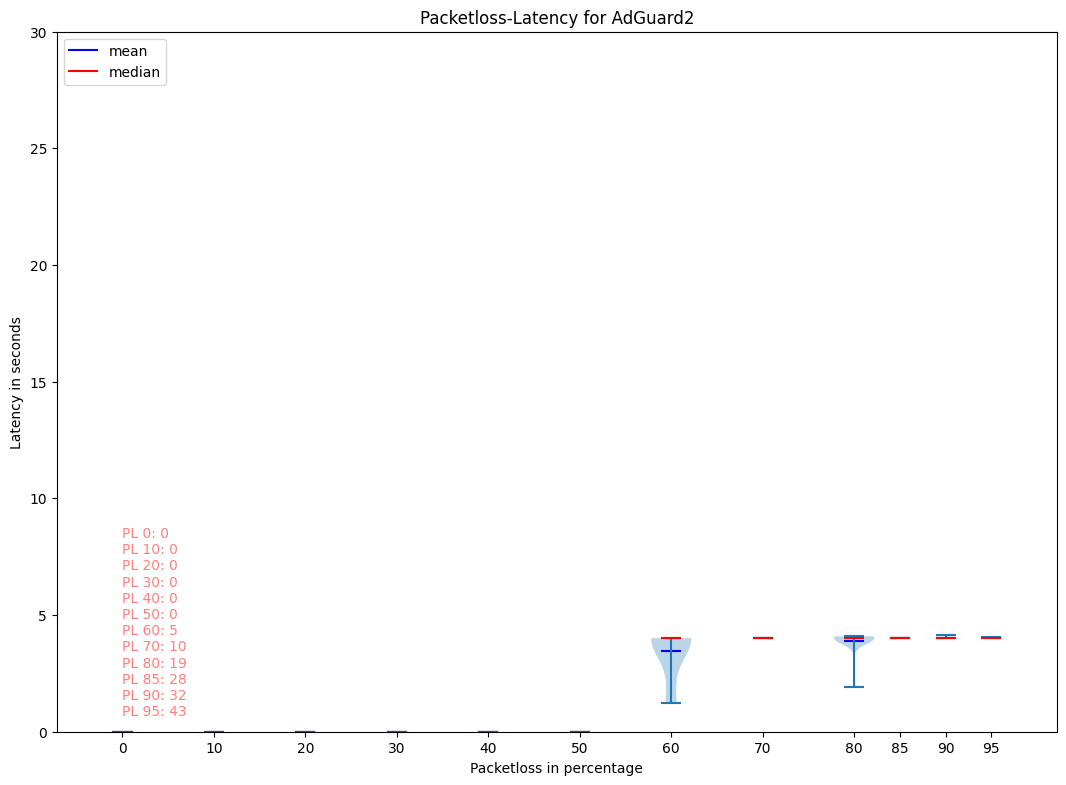 Packetloss-Latency for AdGuard2
30
mean
median
25
20
15
10
5
0
Latency in seconds
PL 0: 0
PL 10: 0
PL 20: 0
PL 30: 0
PL 40: 0
PL 50: 0
PL 60: 5
PL 70: 10
PL 80: 19
PL 85: 28
PL 90: 32
PL 95: 43
0 10 20 30 40 50 60 70 80 85 90 95
Packetloss in percentage